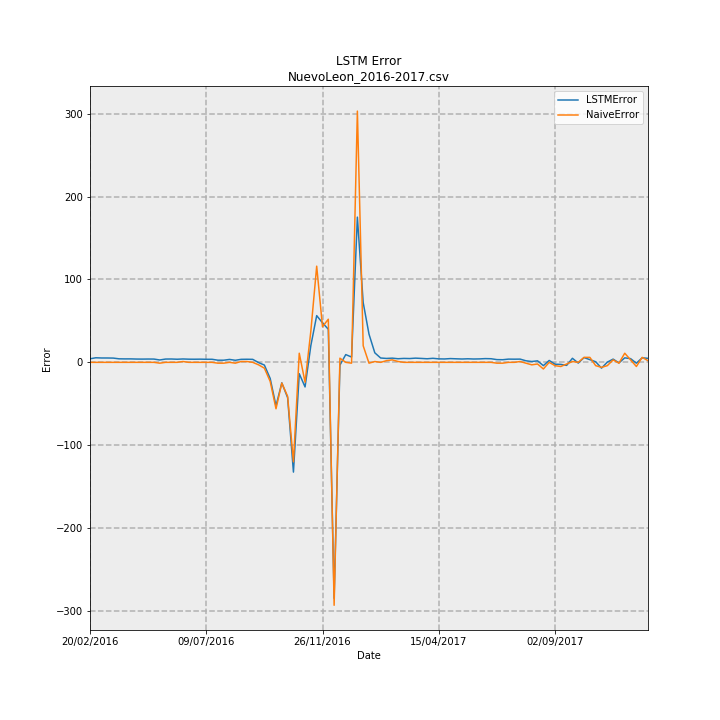 LSTM Error
NuevoLeon_2016-2017.csv
LSTMError
NaiveError
300
200
100
0
−100
−200
−300
Error
20/02/2016
09/07/2016
26/11/2016
15/04/2017
02/09/2017
Date